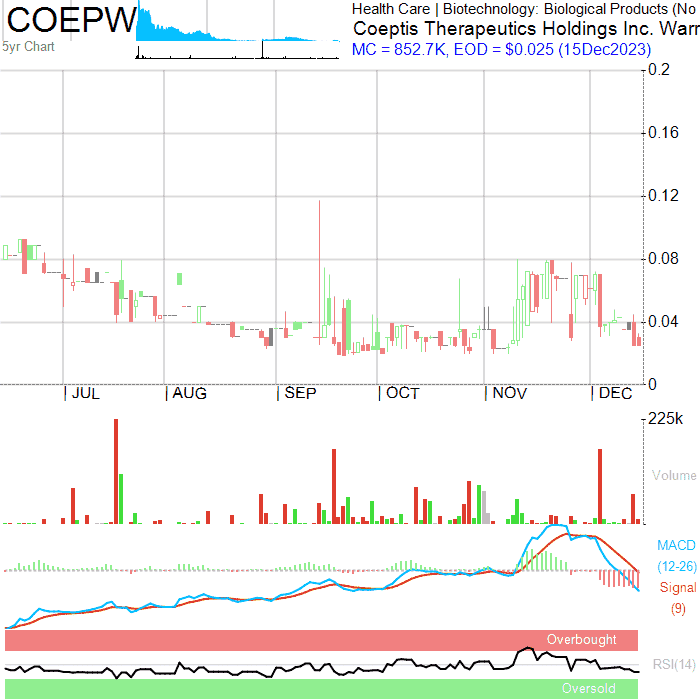 COEPW
5yr Chart
Health Care | Biotechnology: Biological Products (No
Coeptis Therapeutics Holdings Inc. Warr
MC = 852.7K, EOD = $0.025 (15Dec2023)
0.2
0.16
0.12
0.08
0.04
0
JUL AUG SEP OCT NOV DEC
225k
Volume
MACD
(12-26)
Signal
(9)
Overbought
RSI(14)
Oversold